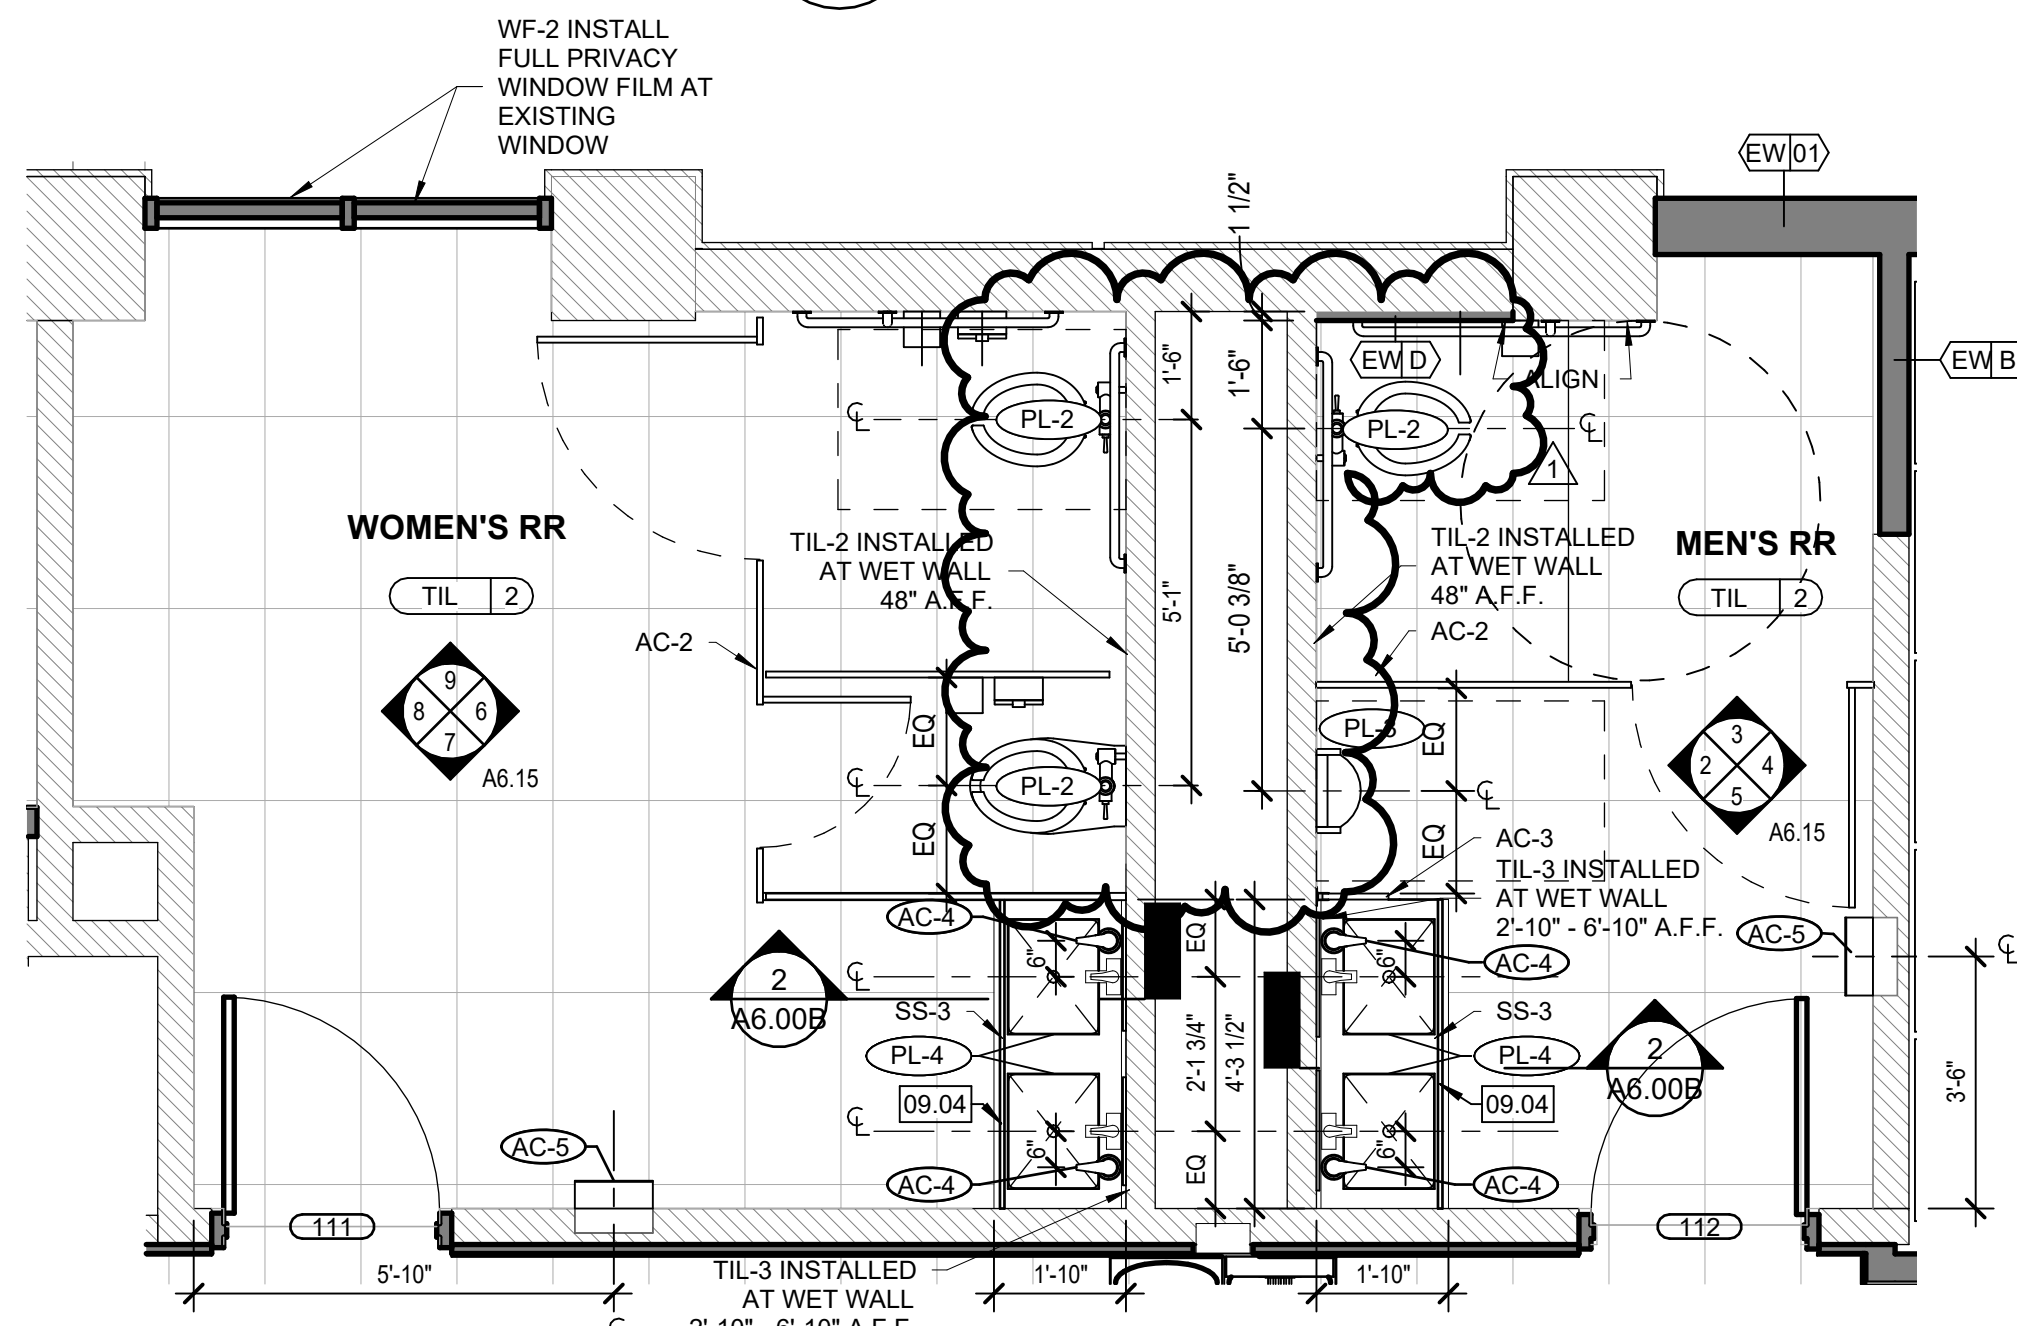 WF-2 INSTALL
FULL PRIVACY
WINDOW FILM AT
EXISTING
WINDOW
EW 01
1 1/2"
1'-6"
1'-6"
EW D
ALIGN
EW B
PL-2
PL-2
1
WOMEN'S RR
TIL 2
TIL-2 INSTALLED
AT WET WALL
48" A.F.F.
5'-1"
5'-0 3/8"
TIL-2 INSTALLED
AT WET WALL
48" A.F.F.
MEN'S RR
TIL 2
AC-2
AC-2
9
8 6
7
A6.15
EQ
EQ
PL-2
PL-3
EQ
EQ
3
2 4
5
A6.15
AC-3
TIL-3 INSTALLED
AT WET WALL
2'-10" - 6'-10" A.F.F.
AC-4
AC-4
AC-5
6"
6"
EQ
2
A6.00B
SS-3
SS-3
PL-4
PL-4
2
A6.00B
2'-1 3/4"
4'-3 1/2"
3'-6"
09.04
09.04
6"
6"
EQ
AC-5
AC-4
AC-4
111
112
5'-10"
TIL-3 INSTALLED
AT WET WALL
2'-10" - 6'-10" A.F.F.
1'-10"
1'-10"